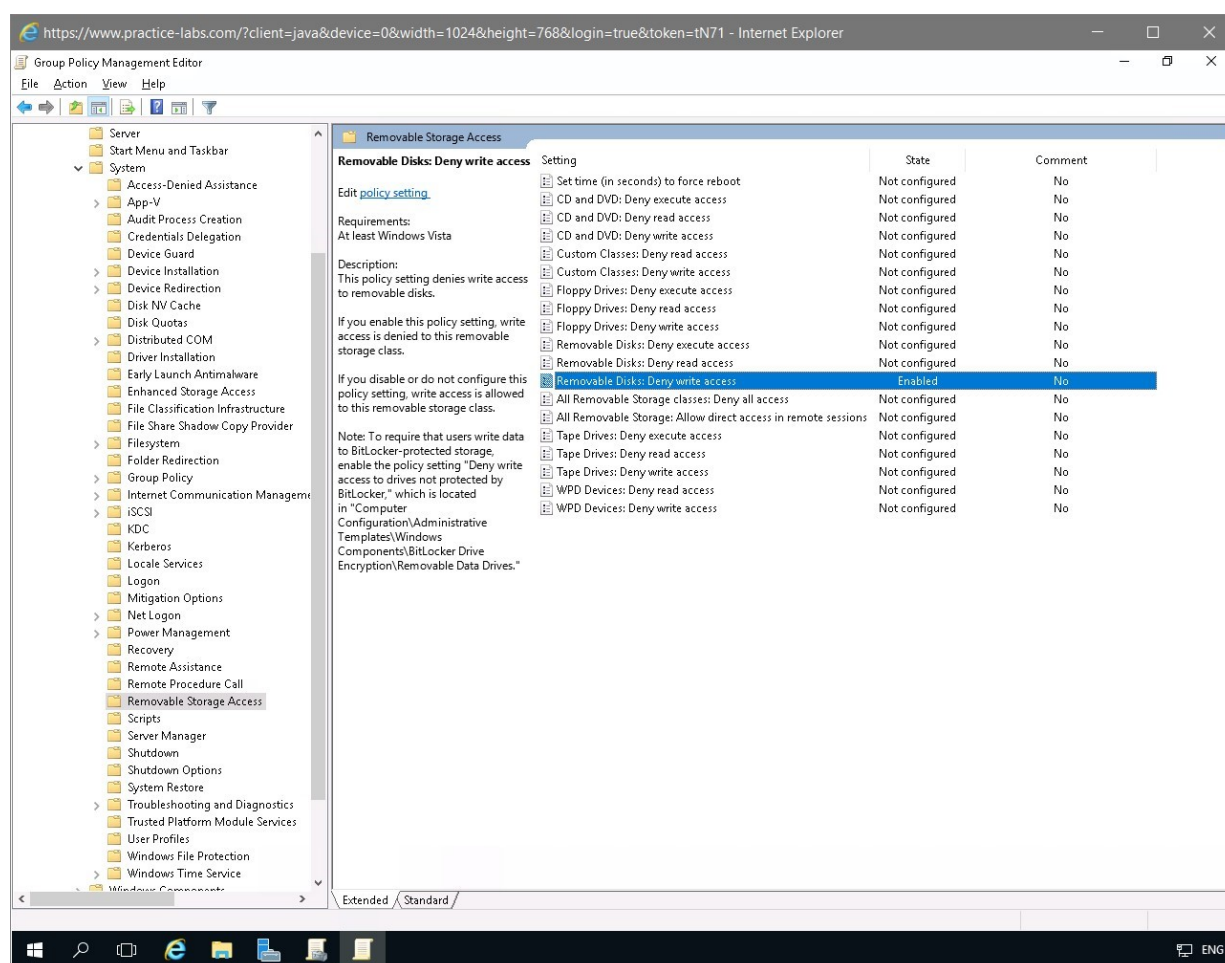 https://www.practice-labs.com/?client=java&device=0&width=1024&height=768&login=true&token=tN71 - Internet Explorer
Group Policy Management Editor
File Action View Help
Server
Start Menu and Taskbar
System
Access-Denied Assistance
App-V
Audit Process Creation
Credentials Delegation
Device Guard
Device Installation
Device Redirection
Disk NV Cache
Disk Quotas
Distributed COM
Driver Installation
Early Launch Antimalware
Enhanced Storage Access
File Classification Infrastructure
File Share Shadow Copy Provider
Filesystem
Folder Redirection
Group Policy
Internet Communication Manageme
iSCSI
KDC
Kerberos
Locale Services
Logon
Mitigation Options
Net Logon
Power Management
Recovery
Remote Assistance
Remote Procedure Call
Removable Storage Access
Scripts
Server Manager
Shutdown
Shutdown Options
System Restore
Troubleshooting and Diagnostics
Trusted Platform Module Services
User Profiles
Windows File Protection
Windows Time Service
Windows Components
Removable Storage Access
Removable Disks: Deny write access
Edit policy setting
Requirements:
At least Windows Vista
Description:
This policy setting denies write access
to removable disks.
If you enable this policy setting, write
access is denied to this removable
storage class.
If you disable or do not configure this
policy setting, write access is allowed
to this removable storage class.
Note: To require that users write data
to BitLocker-protected storage,
enable the policy setting "Deny write
access to drives not protected by
BitLocker," which is located
in "Computer
Configuration\Administrative
Templates\Windows
Components\BitLocker Drive
Encryption\Removable Data Drives."
Setting State Comment
Set time (in seconds) to force reboot Not configured No
CD and DVD: Deny execute access Not configured No
CD and DVD: Deny read access Not configured No
CD and DVD: Deny write access Not configured No
Custom Classes: Deny read access Not configured No
Custom Classes: Deny write access Not configured No
Floppy Drives: Deny execute access Not configured No
Floppy Drives: Deny read access Not configured No
Floppy Drives: Deny write access Not configured No
Removable Disks: Deny execute access Not configured No
Removable Disks: Deny read access Not configured No
Removable Disks: Deny write access Enabled No
All Removable Storage classes: Deny all access Not configured No
All Removable Storage: Allow direct access in remote sessions Not configured No
Tape Drives: Deny execute access Not configured No
Tape Drives: Deny read access Not configured No
Tape Drives: Deny write access Not configured No
WPD Devices: Deny read access Not configured No
WPD Devices: Deny write access Not configured No
Extended Standard
ENG